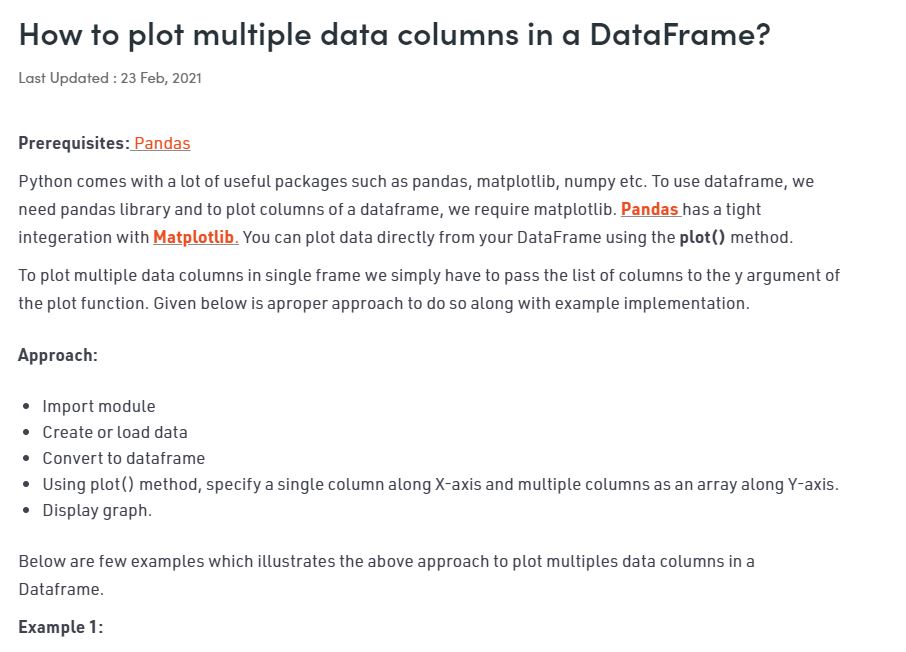 How to plot multiple data columns in a DataFrame?
Last Updated : 23 Feb, 2021
Prerequisites: Pandas
Python comes with a lot of useful packages such as pandas, matplotlib, numpy etc. To use dataframe, we
need pandas library and to plot columns of a dataframe, we require matplotlib. Pandas has a tight
integeration with Matplotlib. You can plot data directly from your DataFrame using the plot() method.
To plot multiple data columns in single frame we simply have to pass the list of columns to the y argument of
the plot function. Given below is aproper approach to do so along with example implementation.
Approach:
• Import module
• Create or load data
• Convert to dataframe
• Using plot() method, specify a single column along X-axis and multiple columns as an array along Y-axis.
• Display graph.
Below are few examples which illustrates the above approach to plot multiples data columns in a
Dataframe.
Example 1: